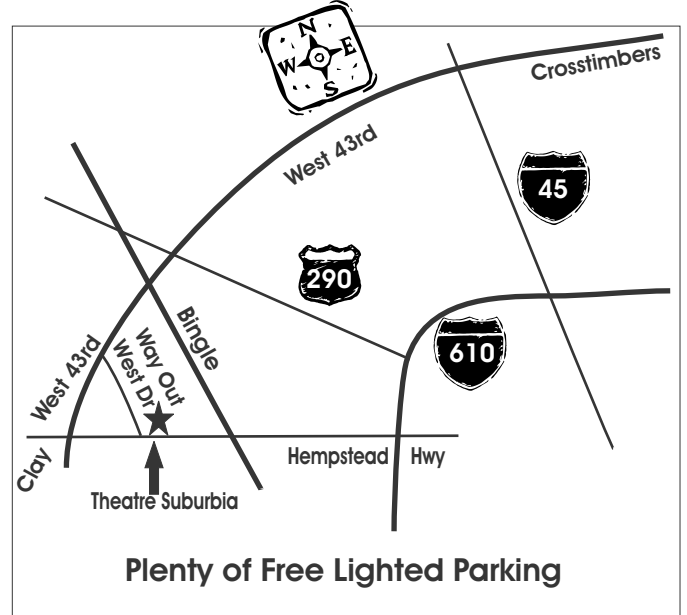 N
W E
S
Crosstimbers
West 43rd
45
290
610
Bingle
Way Out
West Dr
West 43rd
Clay
Hempstead Hwy
Theatre Suburbia
Plenty of Free Lighted Parking